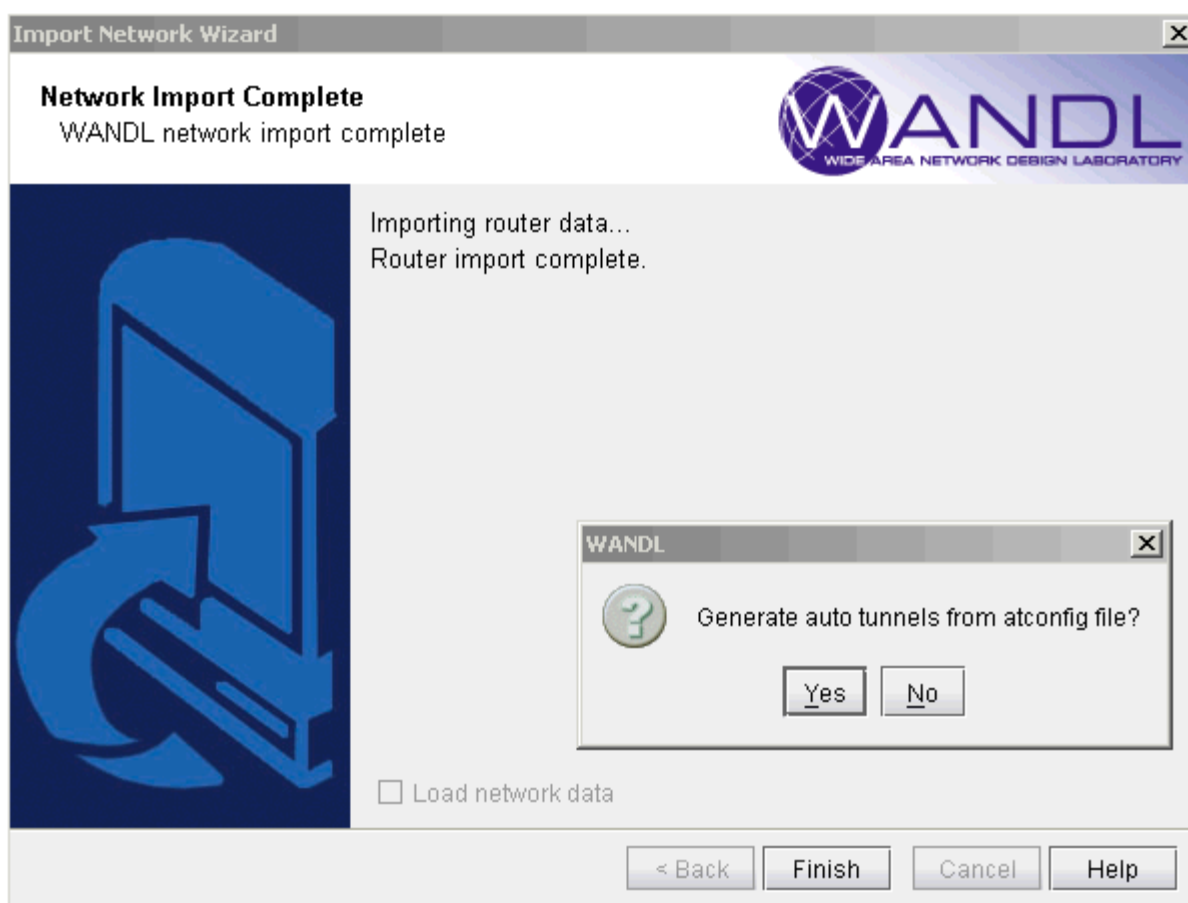 Import Network Wizard
Network Import Complete
WANDL network import complete
WANDL
WIDE AREA NETWORK DESIGN LABORATORY
Importing router data...
Router import complete.
WANDL
Generate auto tunnels from atconfig file?
Yes No
Load network data
< Back Finish Cancel Help